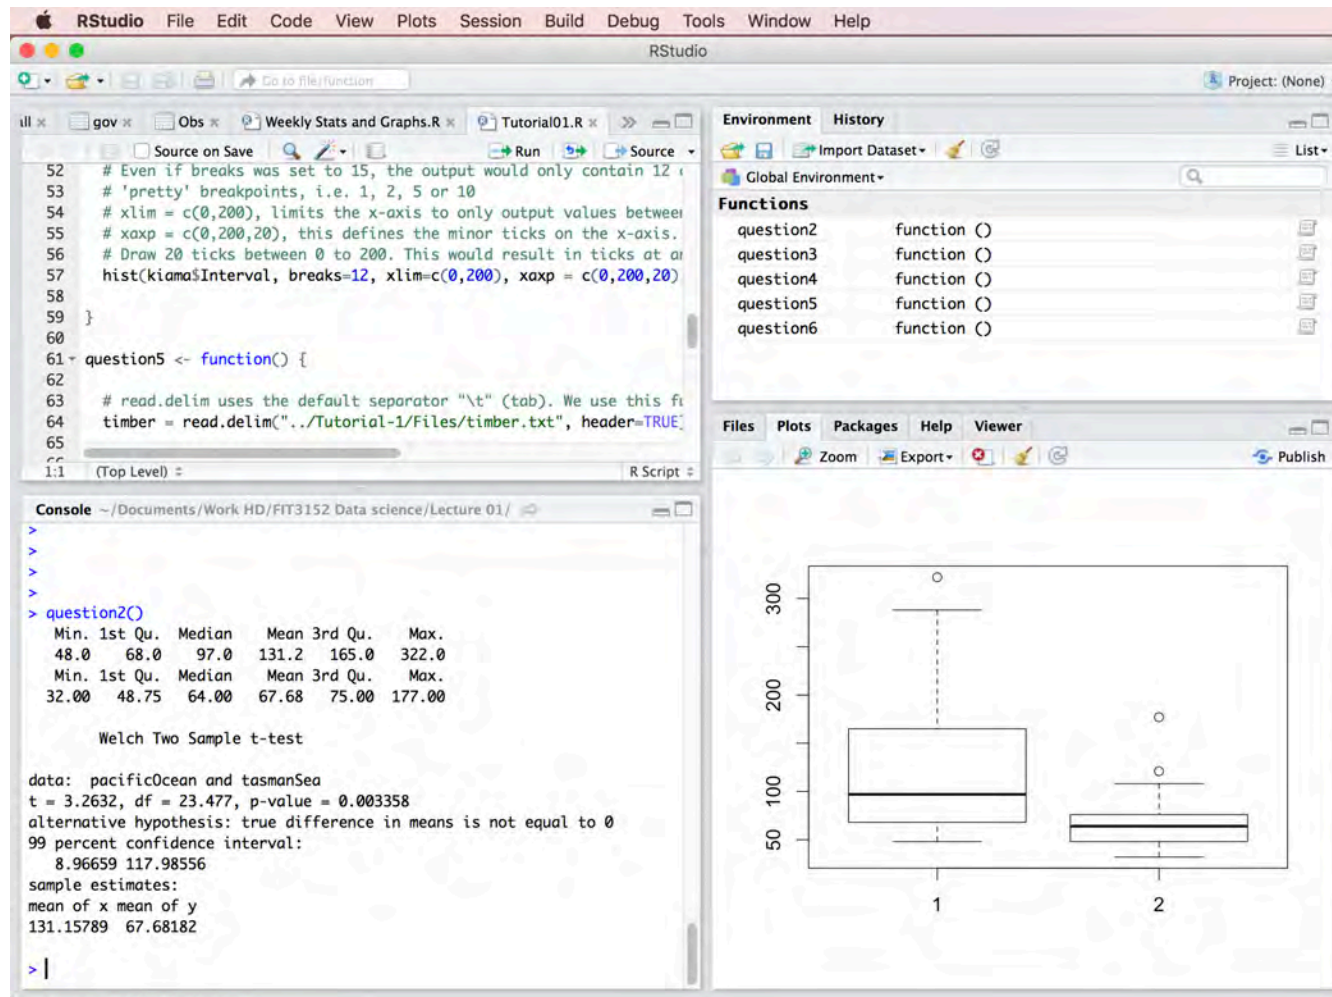 RStudio File Edit Code View Plots Session Build Debug Tools Window Help
RStudio
Go to file/function
Project: (None)
gov Obs Weekly Stats and Graphs.R Tutorial01.R
Source on Save Run Source
52 # Even if breaks was set to 15, the output would only contain 12
53 # 'pretty' breakpoints, i.e. 1, 2, 5 or 10
54 # xlim = c(0,200), limits the x-axis to only output values between
55 # xaxp = c(0,200,20), this defines the minor ticks on the x-axis.
56 # Draw 20 ticks between 0 to 200. This would result in ticks at
57 hist(kiama$Interval, breaks=12, xlim=c(0,200), xaxp = c(0,200,20)
58
59 }
60
61 question5 <- function() {
62
63 # read.delim uses the default separator "\t" (tab). We use this
64 timber = read.delim("../Tutorial-1/Files/timber.txt", header=TRUE
65
1:1 (Top Level) R Script
Console ~/Documents/Work HD/FIT3152 Data science/Lecture 01/
>
>
>
>
> question2()
Min. 1st Qu. Median Mean 3rd Qu. Max.
48.0 68.0 97.0 131.2 165.0 322.0
Min. 1st Qu. Median Mean 3rd Qu. Max.
32.00 48.75 64.00 67.68 75.00 177.00
Welch Two Sample t-test
data: pacificOcean and tasmanSea
t = 3.2632, df = 23.477, p-value = 0.003358
alternative hypothesis: true difference in means is not equal to 0
99 percent confidence interval:
8.96659 117.98556
sample estimates:
mean of x mean of y
131.15789 67.68182
>
Environment History
Import Dataset List
Global Environment
Functions
question2 function ()
question3 function ()
question4 function ()
question5 function ()
question6 function ()
Files Plots Packages Help Viewer
Zoom Export Publish
300
200
100
50
1 2